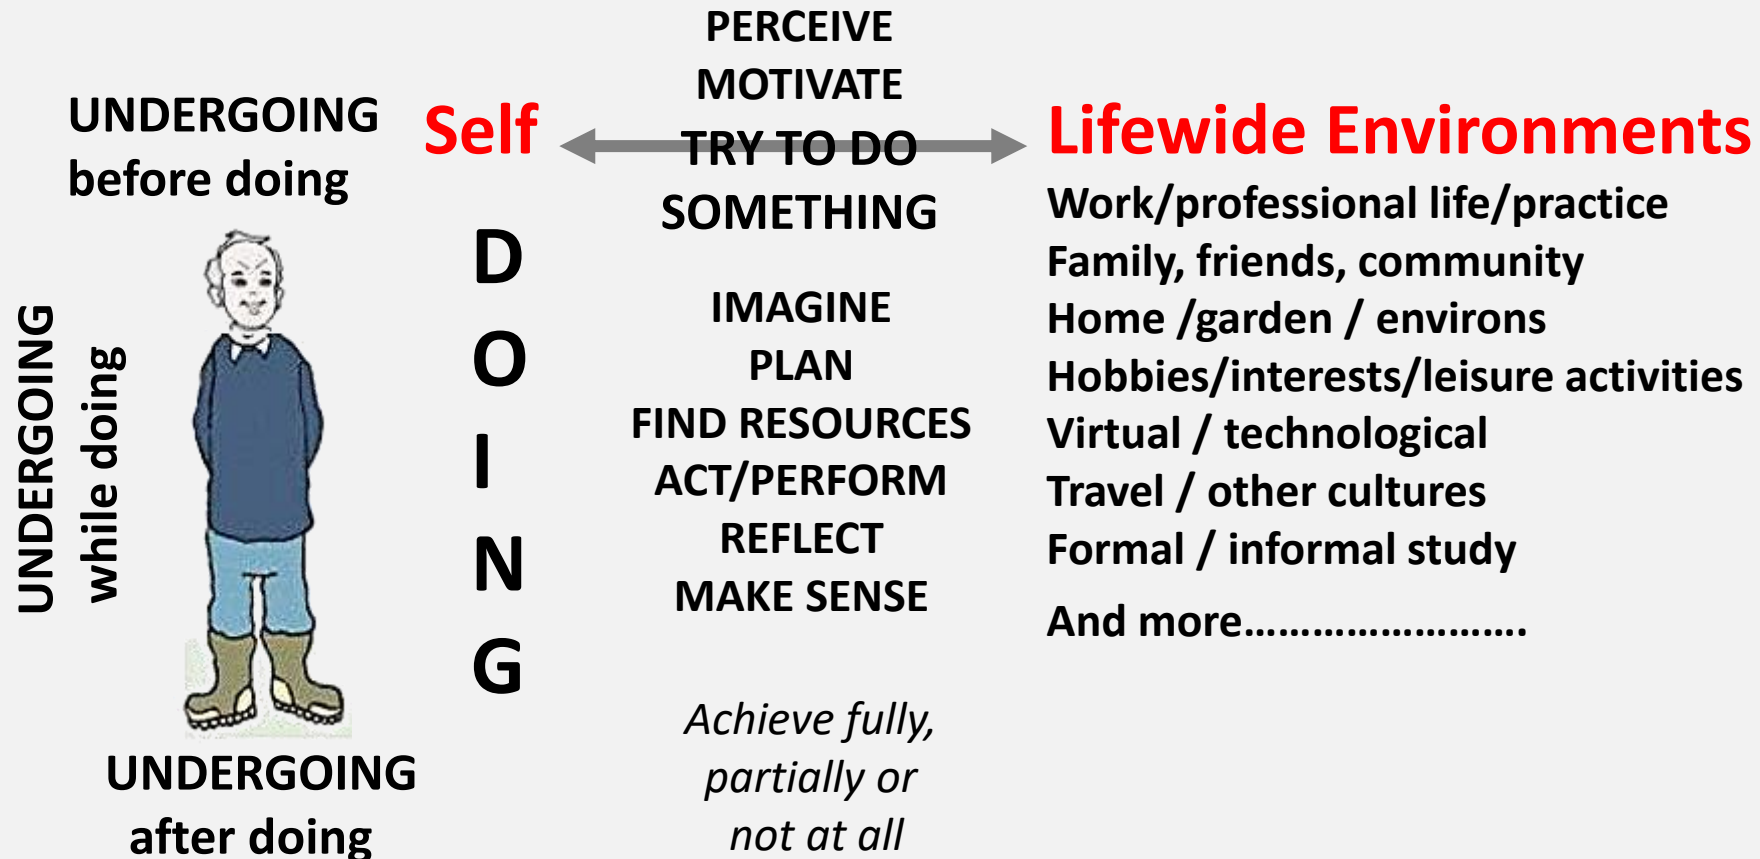 UNDERGOING
before doing
UNDERGOING
while doing
UNDERGOING
after doing
Self
D
O
I
N
G
PERCEIVE
MOTIVATE
TRY TO DO
SOMETHING
IMAGINE
PLAN
FIND RESOURCES
ACT/PERFORM
REFLECT
MAKE SENSE
Achieve fully,
partially or
not at all
Lifewide Environments
Work/professional life/practice
Family, friends, community
Home /garden / environs
Hobbies/interests/leisure activities
Virtual / technological
Travel / other cultures
Formal / informal study
And more…………………….